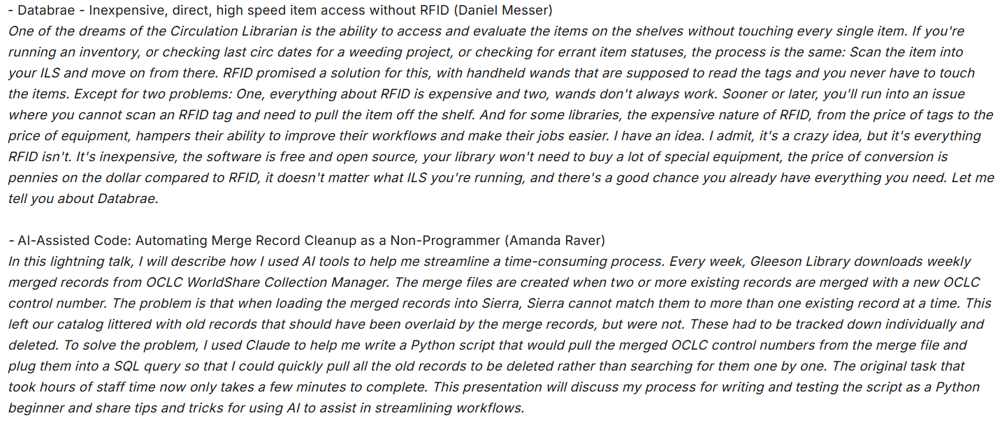 - Databrae - Inexpensive, direct, high speed item access without RFID (Daniel Messer)
One of the dreams of the Circulation Librarian is the ability to access and evaluate the items on the shelves without touching every single item. If you're
running an inventory, or checking last circ dates for a weeding project, or checking for errant item statuses, the process is the same: Scan the item into
your ILS and move on from there. RFID promised a solution for this, with handheld wands that are supposed to read the tags and you never have to touch
the items. Except for two problems: One, everything about RFID is expensive and two, wands don't always work. Sooner or later, you'll run into an issue
where you cannot scan an RFID tag and need to pull the item off the shelf. And for some libraries, the expensive nature of RFID, from the price of tags to the
price of equipment, hampers their ability to improve their workflows and make their jobs easier. I have an idea. I admit, it's a crazy idea, but it's everything
RFID isn't. It's inexpensive, the software is free and open source, your library won't need to buy a lot of special equipment, the price of conversion is
pennies on the dollar compared to RFID, it doesn't matter what ILS you're running, and there's a good chance you already have everything you need. Let me
tell you about Databrae.
- AI-Assisted Code: Automating Merge Record Cleanup as a Non-Programmer (Amanda Raver)
In this lightning talk, I will describe how I used AI tools to help me streamline a time-consuming process. Every week, Gleeson Library downloads weekly
merged records from OCLC WorldShare Collection Manager. The merge files are created when two or more existing records are merged with a new OCLC
control number. The problem is that when loading the merged records into Sierra, Sierra cannot match them to more than one existing record at a time. This
left our catalog littered with old records that should have been overlaid by the merge records, but were not. These had to be tracked down individually and
deleted. To solve the problem, I used Claude to help me write a Python script that would pull the merged OCLC control numbers from the merge file and
plug them into a SQL query so that I could quickly pull all the old records to be deleted rather than searching for them one by one. The original task that
took hours of staff time now only takes a few minutes to complete. This presentation will discuss my process for writing and testing the script as a Python
beginner and share tips and tricks for using AI to assist in streamlining workflows.